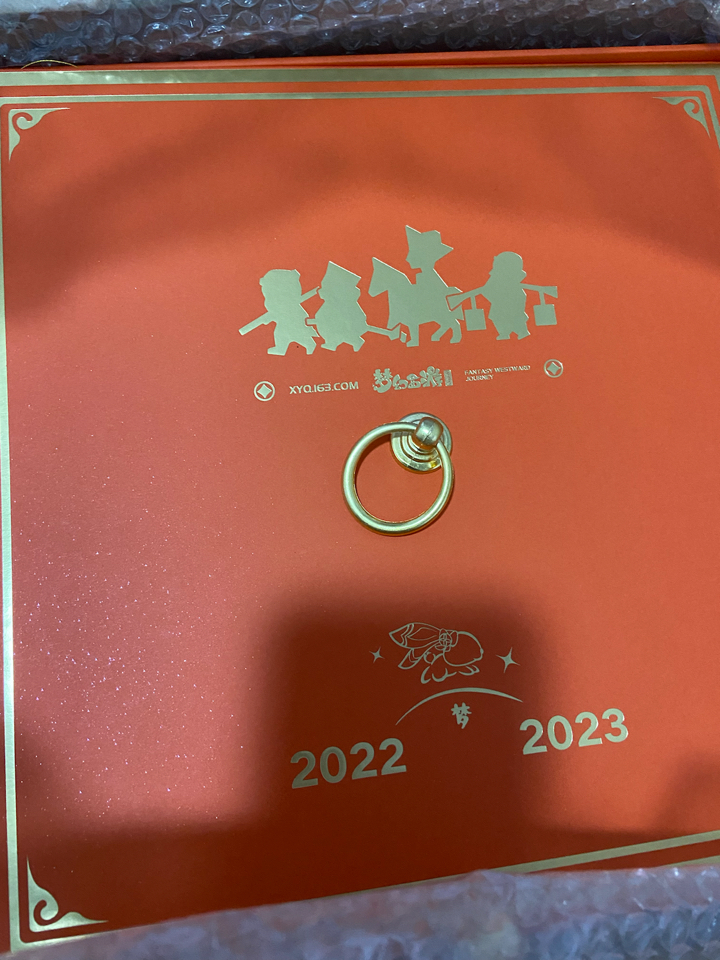 XYQ.163.COM 梦幻西游 FANTASY WESTWARD
JOURNEY
梦
2022 2023